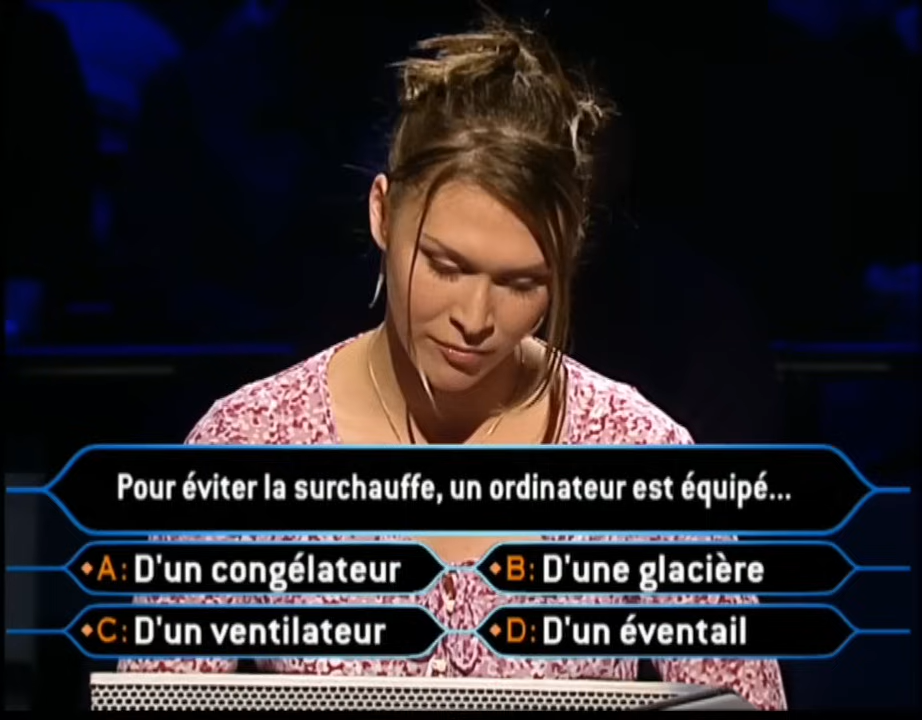 Pour éviter la surchauffe, un ordinateur est équipé...
A: D'un congélateur
B: D'une glacière
C: D'un ventilateur
D: D'un éventail